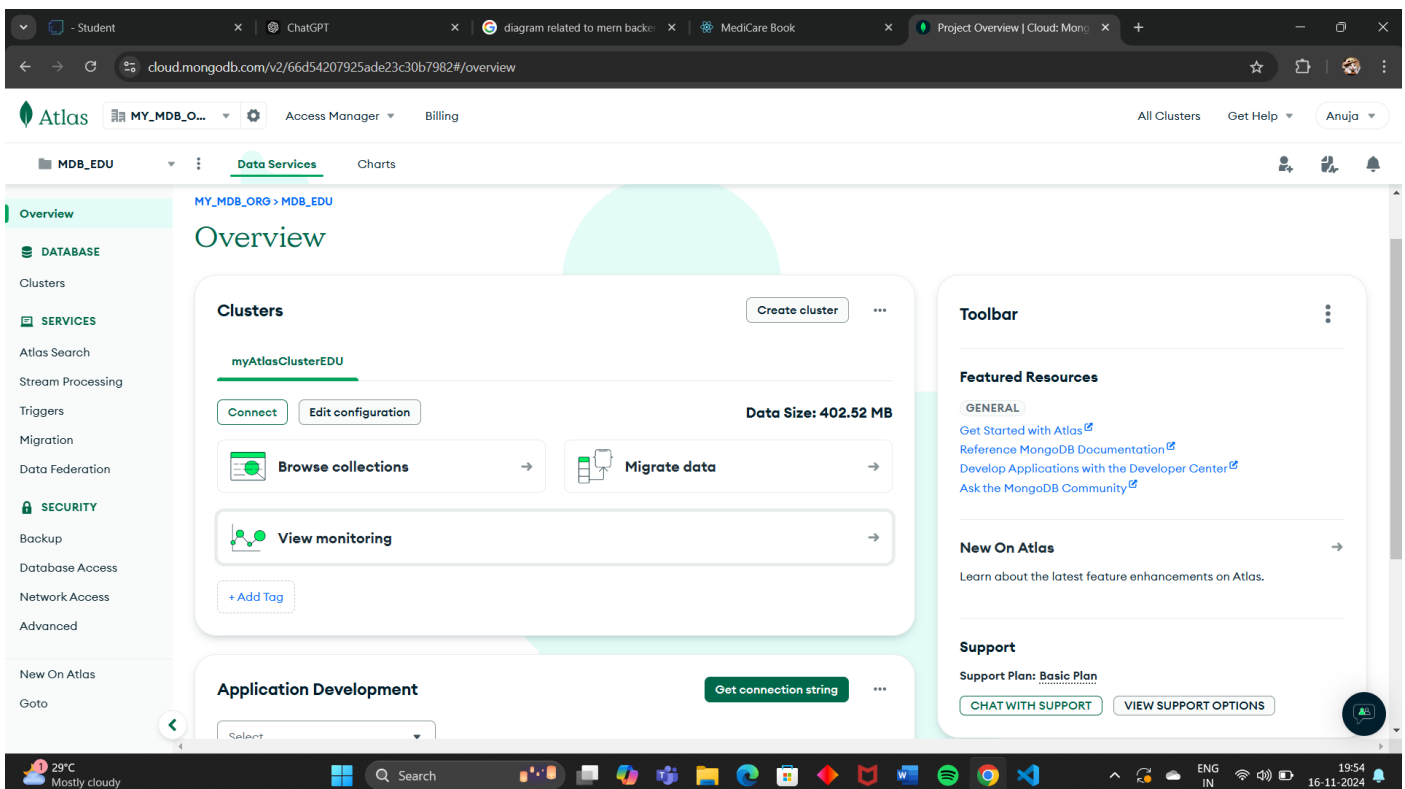 - Student
ChatGPT
diagram related to mern backe
MediCare Book
Project Overview | Cloud: Mong
cloud.mongodb.com/v2/66d54207925ade23c30b7982#/overview
Atlas
MY_MDB_O...
Access Manager
Billing
All Clusters
Get Help
Anuja
MDB_EDU
Data Services
Charts
Overview
DATABASE
Clusters
SERVICES
Atlas Search
Stream Processing
Triggers
Migration
Data Federation
SECURITY
Backup
Database Access
Network Access
Advanced
New On Atlas
Goto
MY_MDB_ORG > MDB_EDU
Overview
Clusters
Create cluster
myAtlasClusterEDU
Connect
Edit configuration
Data Size: 402.52 MB
Browse collections
Migrate data
View monitoring
+ Add Tag
Application Development
Get connection string
Select
Toolbar
Featured Resources
GENERAL
Get Started with Atlas
Reference MongoDB Documentation
Develop Applications with the Developer Center
Ask the MongoDB Community
New On Atlas
Learn about the latest feature enhancements on Atlas.
Support
Support Plan: Basic Plan
CHAT WITH SUPPORT
VIEW SUPPORT OPTIONS
1
29°C
Mostly cloudy
Search
ENG
IN
19:54
16-11-2024